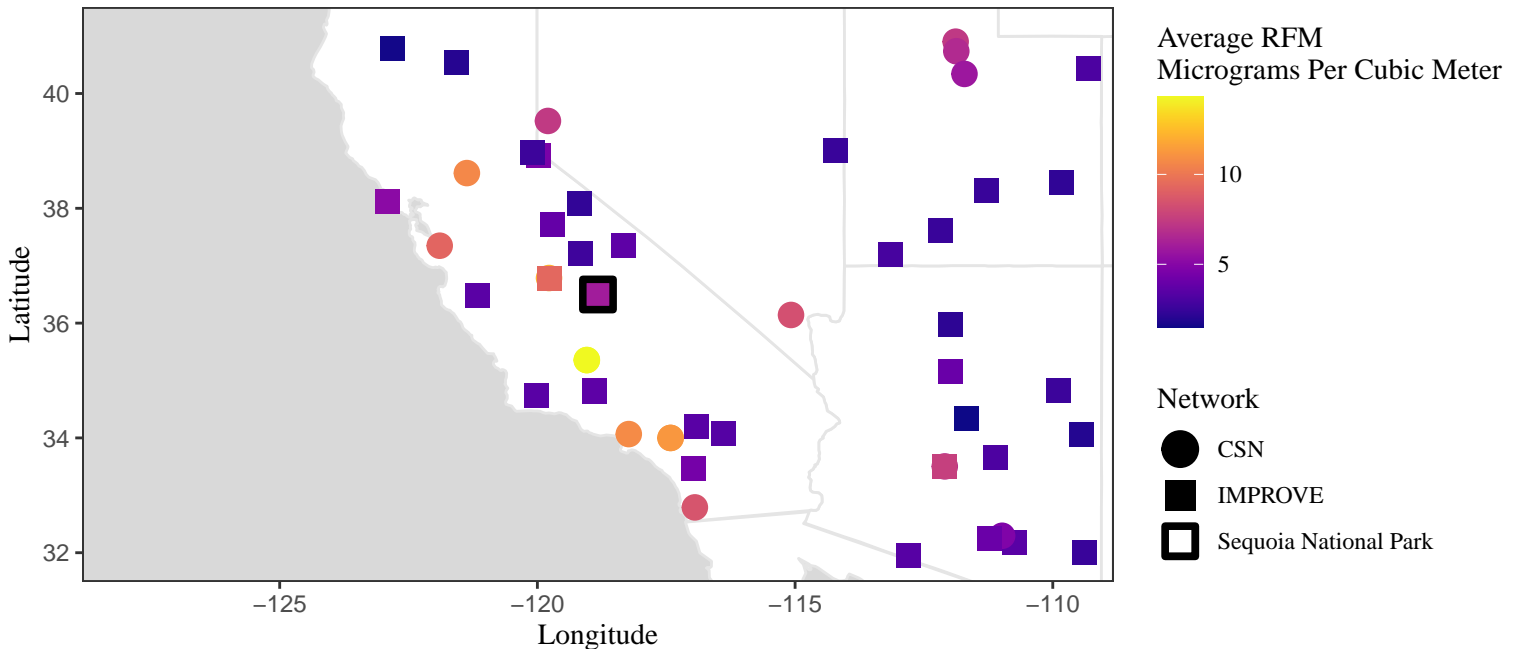 40
38
36
34
32
Latitude
−125
−120
−115
−110
Longitude
Average RFM
Micrograms Per Cubic Meter
10
5
Network
CSN
IMPROVE
Sequoia National Park